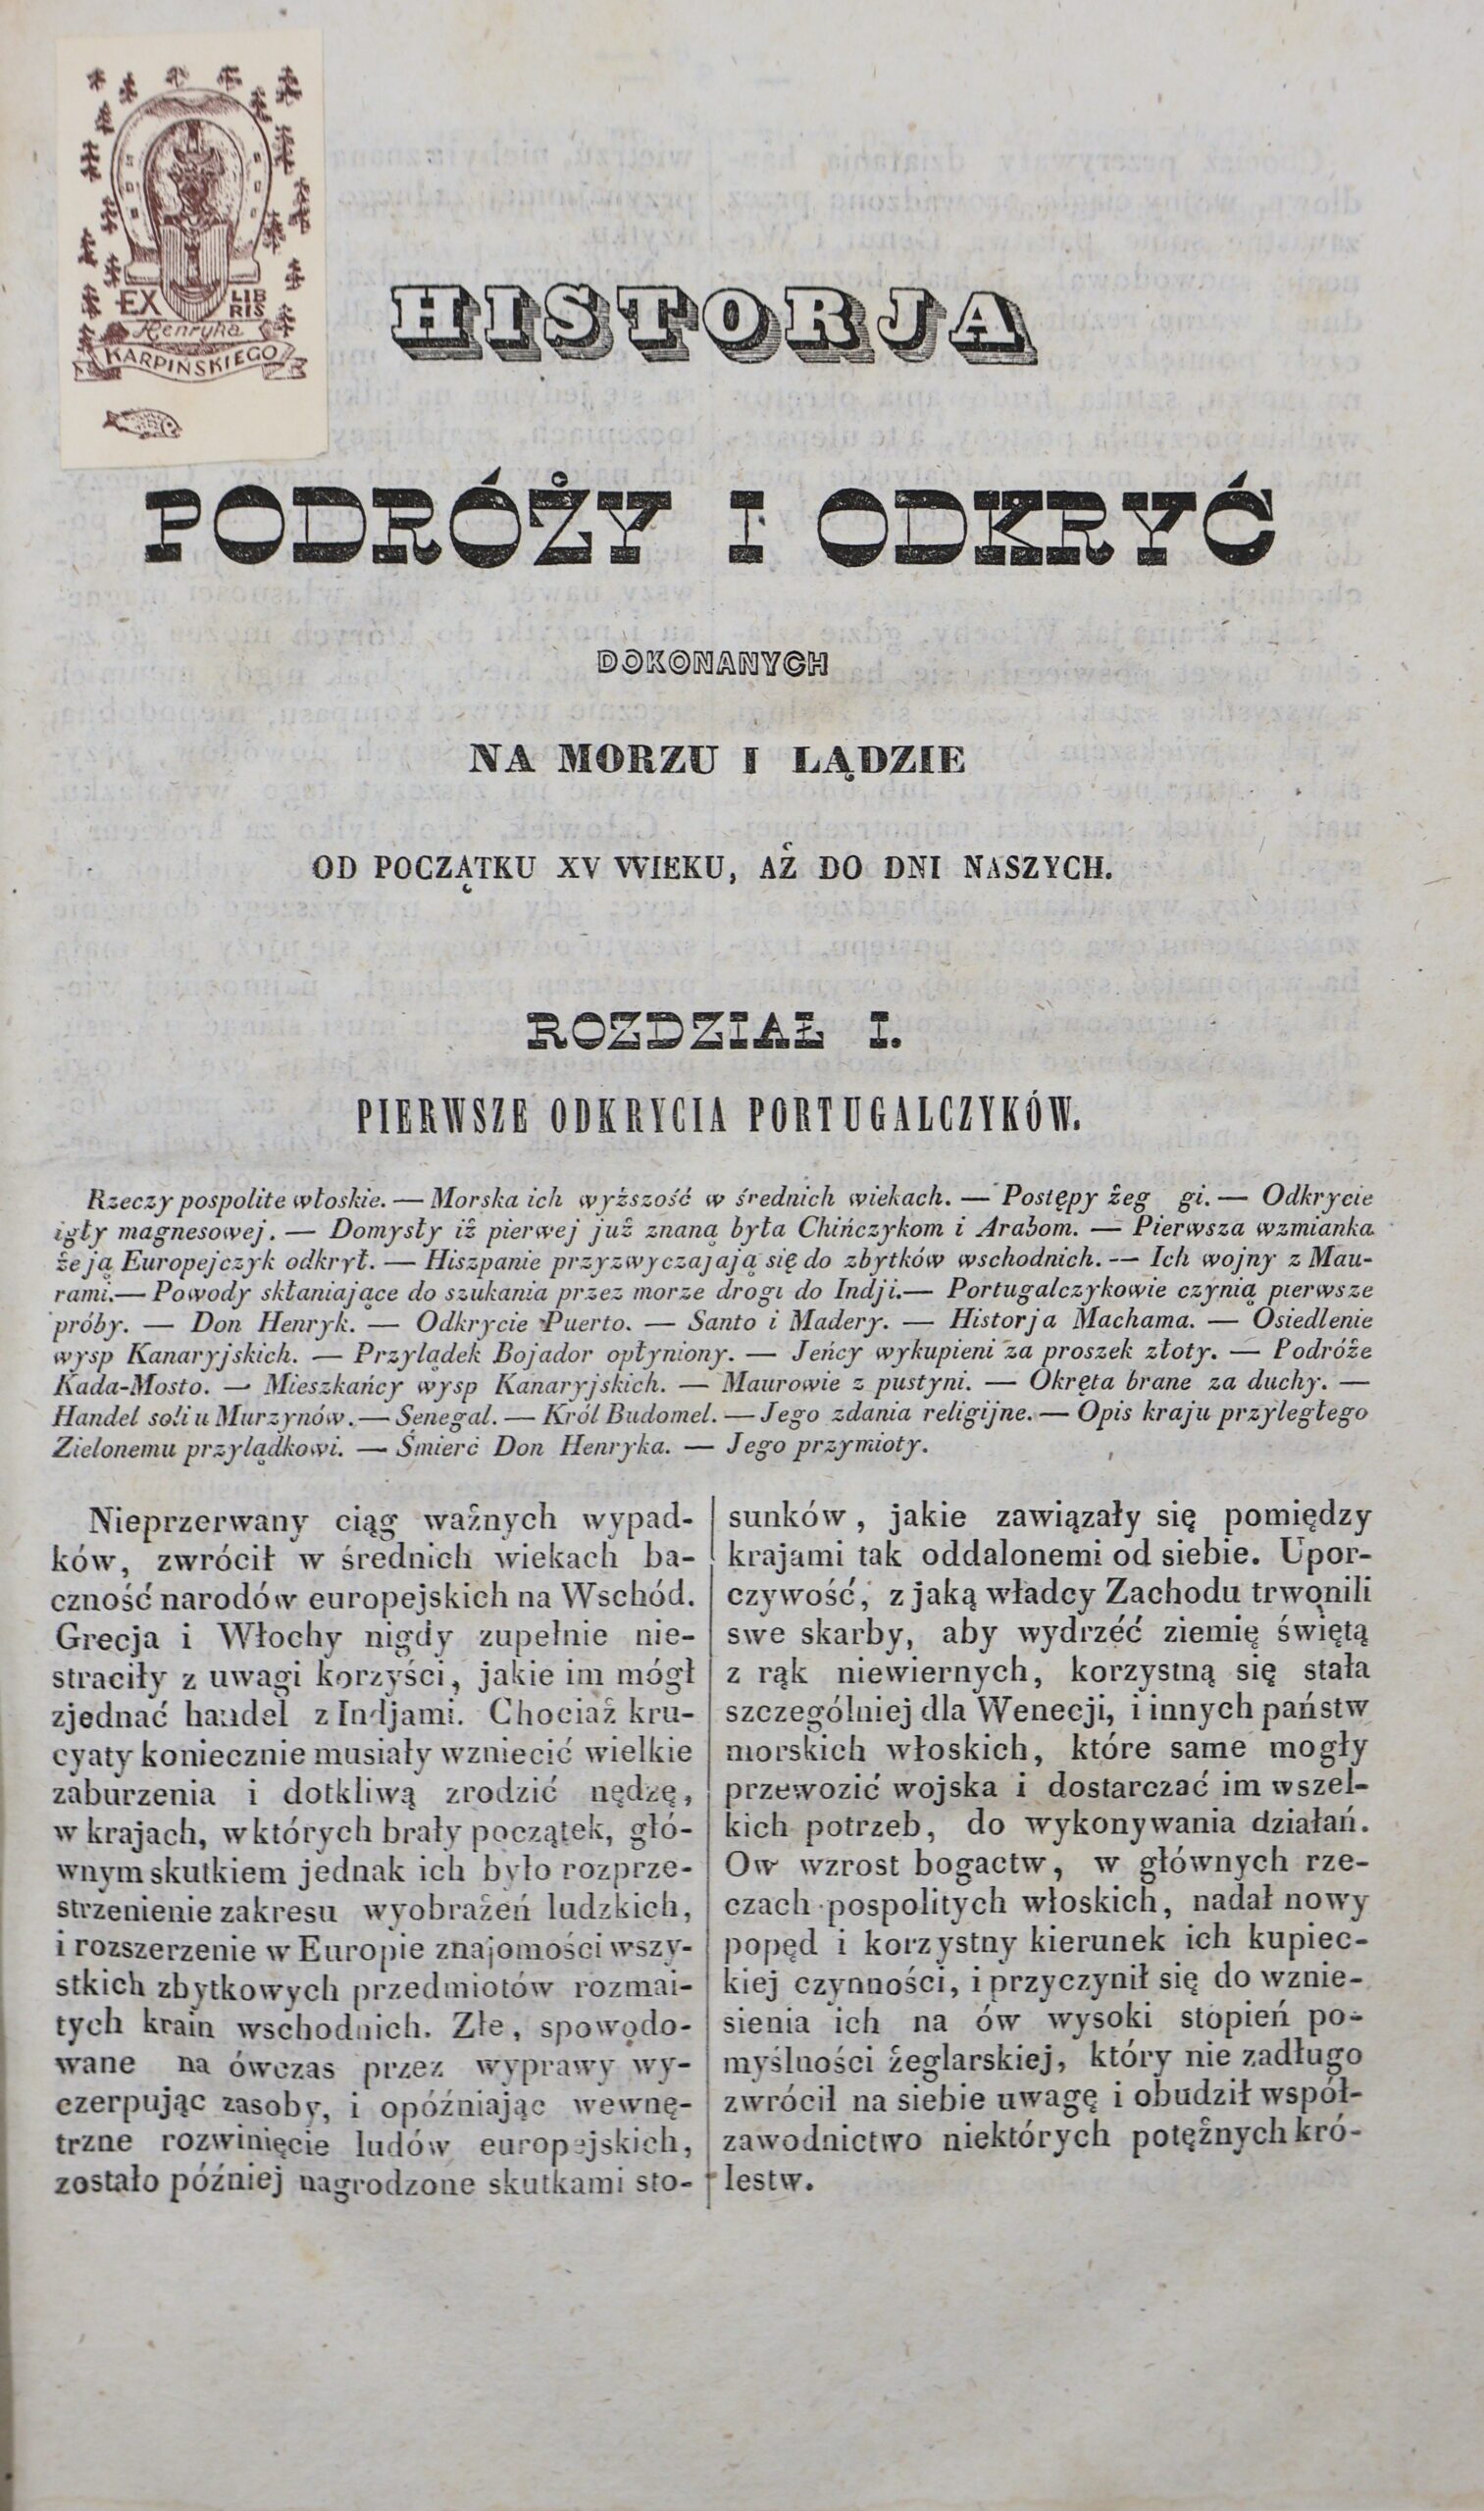 EX LIBRIS
Henryka
KARPIŃSKIEGO
HISTORJA
PODRÓŻY I ODKRYĆ
DOKONANYCH
NA MORZU I LĄDZIE
OD POCZĄTKU XV WIEKU, AŻ DO DNI NASZYCH.
ROZDZIAŁ I.
PIERWSZE ODKRYCIA PORTUGALCZYKÓW.
Rzeczy pospolite włoskie. — Morska ich wyższość w średnich wiekach. — Postępy żeg gi. — Odkrycie
igły magnesowej. — Domysły iż pierwej już znaną była Chińczykom i Arabom. — Pierwsza wzmianka
że ją Europejczyk odkrył. — Hiszpanie przyzwyczajają się do zbytków wschodnich. — Ich wojny z Mau-
rami. — Powody skłaniające do szukania przez morze drogi do Indji. — Portugalczykowie czynią pierwsze
próby. — Don Henryk. — Odkrycie Puerto. — Santo i Madery. — Historja Machama. — Osiedlenie
wysp Kanaryjskich. — Przylądek Bojador opłyniony. — Jeńcy wykupieni za proszek złoty. — Podróże
Kada-Mosto. — Mieszkańcy wysp Kanaryjskich. — Maurowie z pustyni. — Okręta brane za duchy. —
Handel soli u Murzynów. — Senegal. — Król Budomel. — Jego zdania religijne. — Opis kraju przyległego
Zielonemu przylądkowi. — Śmierć Don Henryka. — Jego przymioty.
Nieprzerwany ciąg ważnych wypad-
ków, zwrócił w średnich wiekach ba-
czność narodów europejskich na Wschód.
Grecja i Włochy nigdy zupełnie nie-
straciły z uwagi korzyści, jakie im mógł
zjednać handel z Indjami. Chociaż kru-
cyaty koniecznie musiały wzniecić wielkie
zaburzenia i dotkliwą zrodzić nędzę,
w krajach, w których brały początek, głó-
wnym skutkiem jednak ich było rozprze-
strzenienie zakresu wyobrażeń ludzkich,
i rozszerzenie w Europie znajomości wszy-
stkich zbytkowych przedmiotów rozmai-
tych krain wschodnich. Złe, spowodo-
wane na ówczas przez wyprawy wy-
czerpując zasoby, i opóźniając wewnę-
trzne rozwinięcie ludów europejskich,
zostało później nagrodzone skutkami sto-
sunków, jakie zawiązały się pomiędzy
krajami tak oddalonemi od siebie. Upor-
czywość, z jaką władcy Zachodu trwonili
swe skarby, aby wydrzéć ziemię świętą
z rąk niewiernych, korzystną się stała
szczególniej dla Wenecji, i innych państw
morskich włoskich, które same mogły
przewozić wojska i dostarczać im wszel-
kich potrzeb, do wykonywania działań.
Ow wzrost bogactw, w głównych rze-
czach pospolitych włoskich, nadał nowy
popęd i korzystny kierunek ich kupiec-
kiej czynności, i przyczynił się do wznie-
sienia ich na ów wysoki stopień po-
myślności żeglarskiej, który nie zadługo
zwrócił na siebie uwagę i obudził współ-
zawodnictwo niektórych potężnych kró-
lestw.